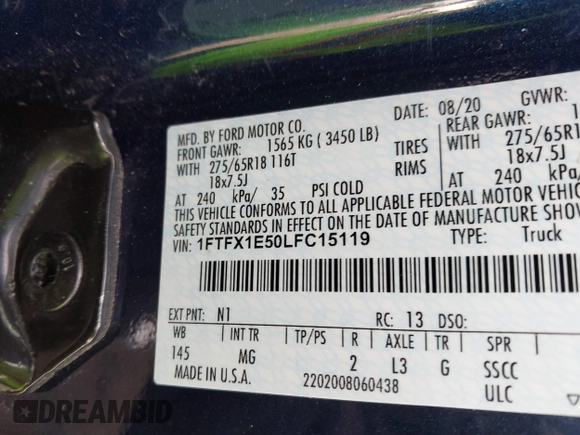 DATE: 08/20 GVWR:
MFD. BY FORD MOTOR CO.
FRONT GAWR: 1565 KG ( 3450 LB) REAR GAWR: 1
WITH 275/65R18 116T TIRES WITH 275/65R1
18x7.5J RIMS 18x7.5J
AT 240 kPa/ 35 PSI COLD AT 240 kPa/
THIS VEHICLE CONFORMS TO ALL APPLICABLE FEDERAL MOTOR VEHIC
SAFETY STANDARDS IN EFFECT ON THE DATE OF MANUFACTURE SHOW
VIN: 1FTFX1E50LFC15119 TYPE: Truck
EXT PNT: N1 RC: 13 DSO:
WB INT TR TP/PS R AXLE TR SPR
145 MG 2 L3 G SSCC
MADE IN U.S.A. 2202008060438 ULC
DREAMBID